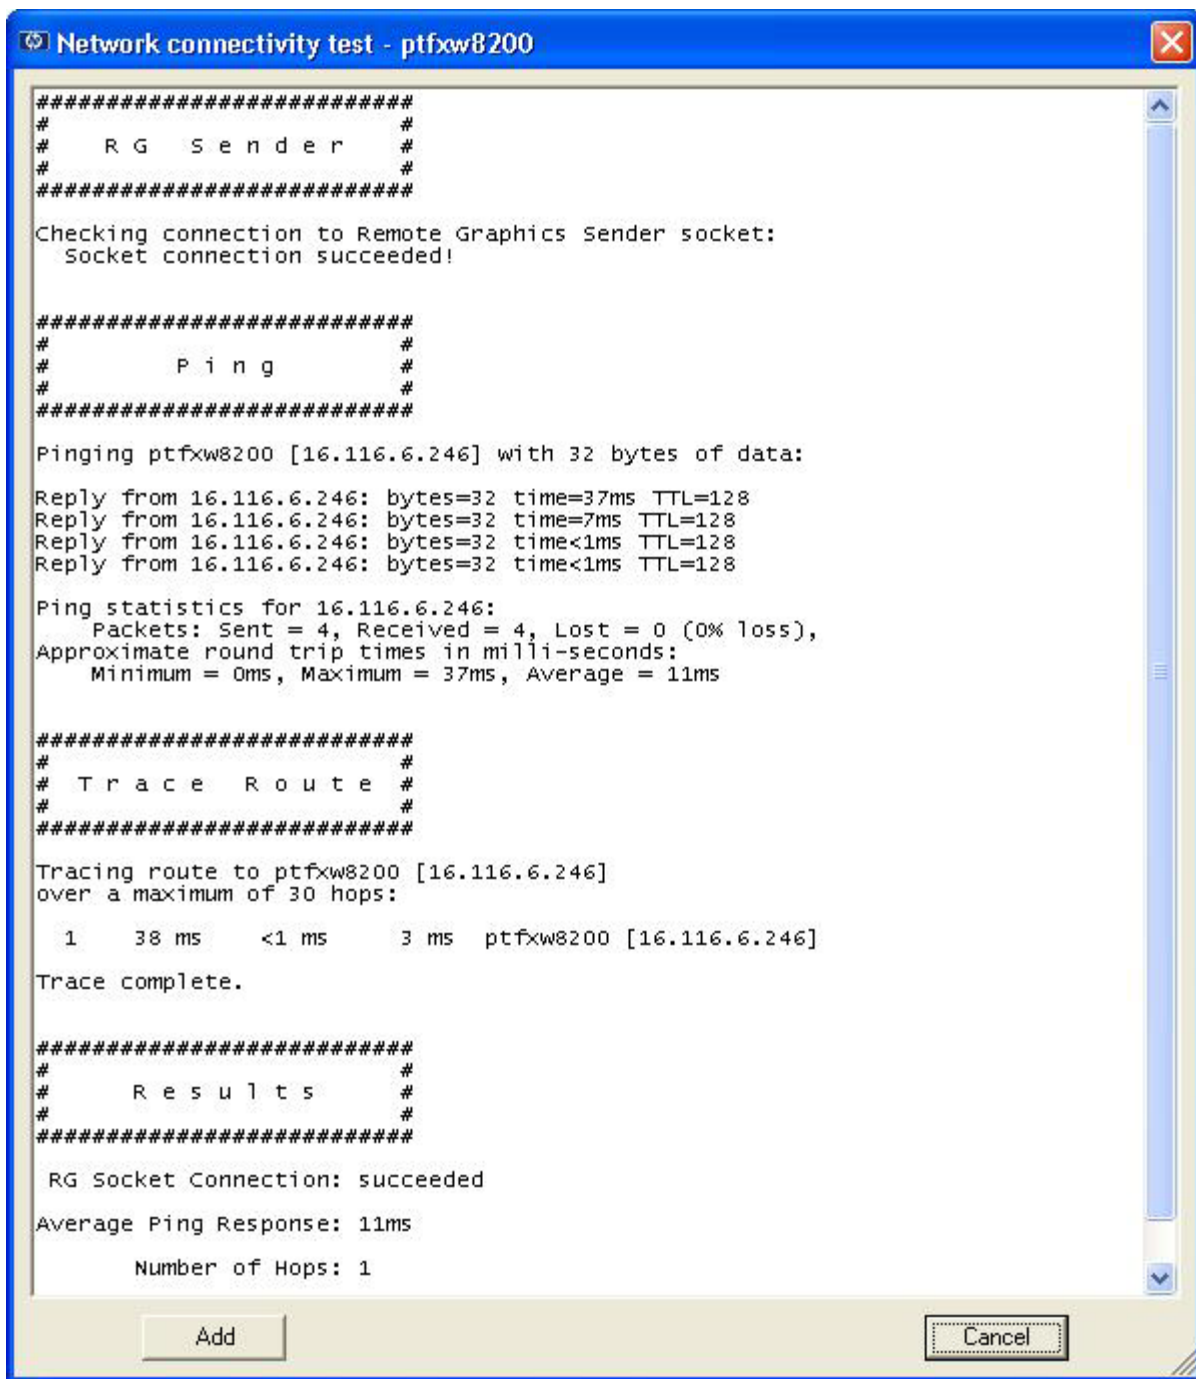 Network connectivity test - ptfxw8200
###########################
#                         #
#    R G   S e n d e r    #
#                         #
###########################
Checking connection to Remote Graphics Sender socket:
  Socket connection succeeded!
###########################
#                         #
#         P i n g         #
#                         #
###########################
Pinging ptfxw8200 [16.116.6.246] with 32 bytes of data:
Reply from 16.116.6.246: bytes=32 time=37ms TTL=128
Reply from 16.116.6.246: bytes=32 time=7ms TTL=128
Reply from 16.116.6.246: bytes=32 time<1ms TTL=128
Reply from 16.116.6.246: bytes=32 time<1ms TTL=128
Ping statistics for 16.116.6.246:
    Packets: Sent = 4, Received = 4, Lost = 0 (0% loss),
Approximate round trip times in milli-seconds:
    Minimum = 0ms, Maximum = 37ms, Average = 11ms
###########################
#                         #
#  T r a c e   R o u t e  #
#                         #
###########################
Tracing route to ptfxw8200 [16.116.6.246]
over a maximum of 30 hops:
  1    38 ms    <1 ms     3 ms  ptfxw8200 [16.116.6.246]
Trace complete.
###########################
#                         #
#      R e s u l t s      #
#                         #
###########################
 RG Socket Connection: succeeded
Average Ping Response: 11ms
       Number of Hops: 1
Add
Cancel